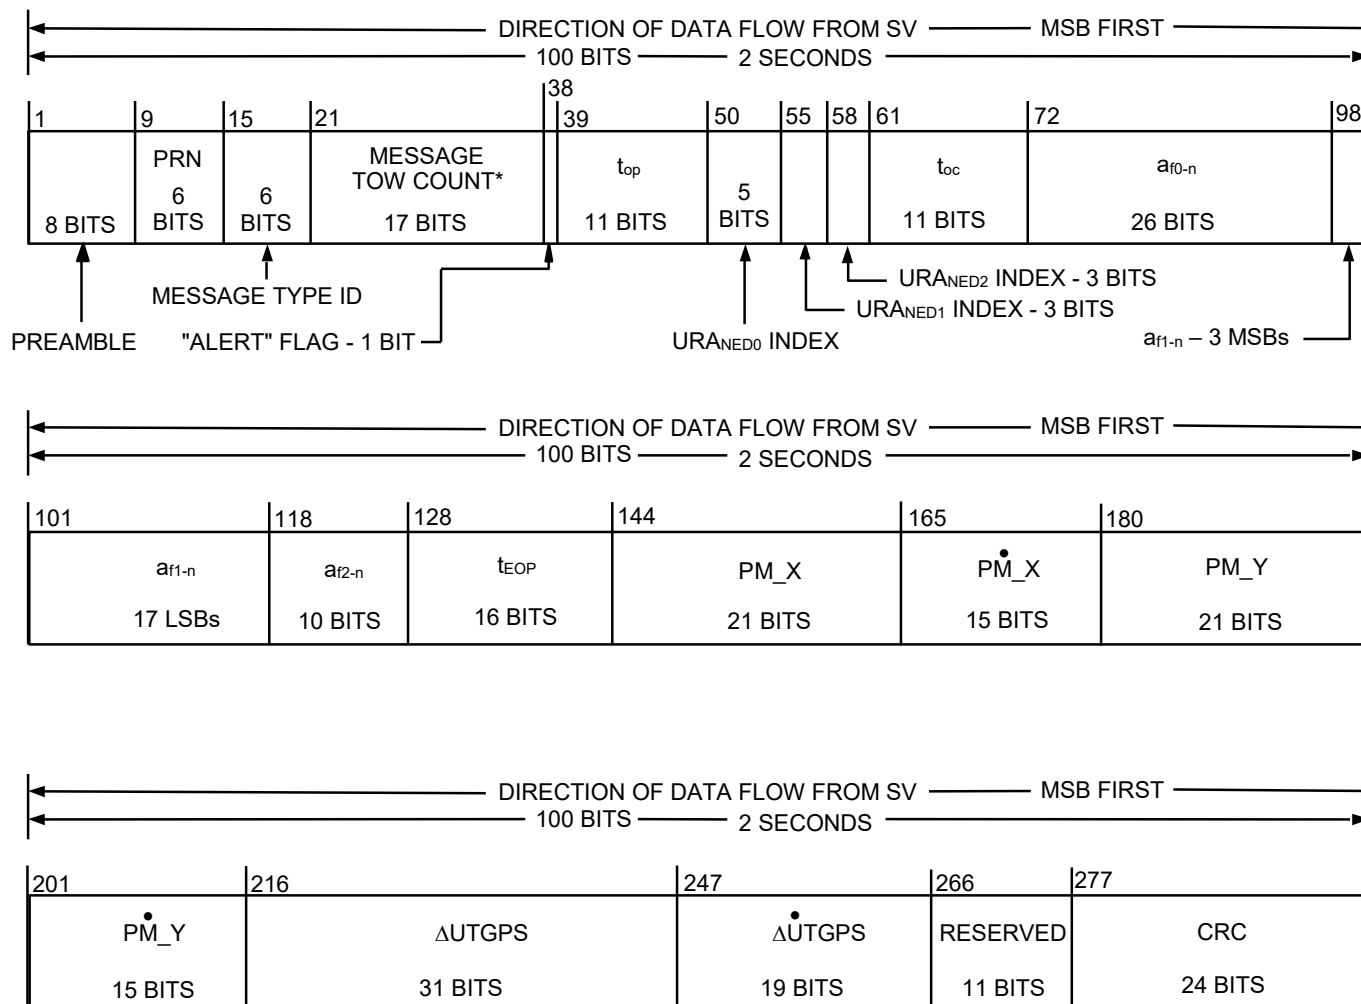 DIRECTION OF DATA FLOW FROM SV MSB FIRST
100 BITS 2 SECONDS
38
1 9 15 21 39 50 55 58 61 72 98
PRN MESSAGE
TOW COUNT*
top toc af0-n
6 6 5
8 BITS BITS BITS 17 BITS 11 BITS BITS 11 BITS 26 BITS
URANED2 INDEX - 3 BITS
MESSAGE TYPE ID URANED1 INDEX - 3 BITS
PREAMBLE "ALERT" FLAG - 1 BIT URANED0 INDEX af1-n – 3 MSBs
DIRECTION OF DATA FLOW FROM SV MSB FIRST
100 BITS 2 SECONDS
101 118 128 144 165 180
af1-n af2-n tEOP PM_X PṀ_X PM_Y
17 LSBs 10 BITS 16 BITS 21 BITS 15 BITS 21 BITS
DIRECTION OF DATA FLOW FROM SV MSB FIRST
100 BITS 2 SECONDS
201 216 247 266 277
PṀ_Y ΔUTGPS ΔU̇TGPS RESERVED CRC
15 BITS 31 BITS 19 BITS 11 BITS 24 BITS